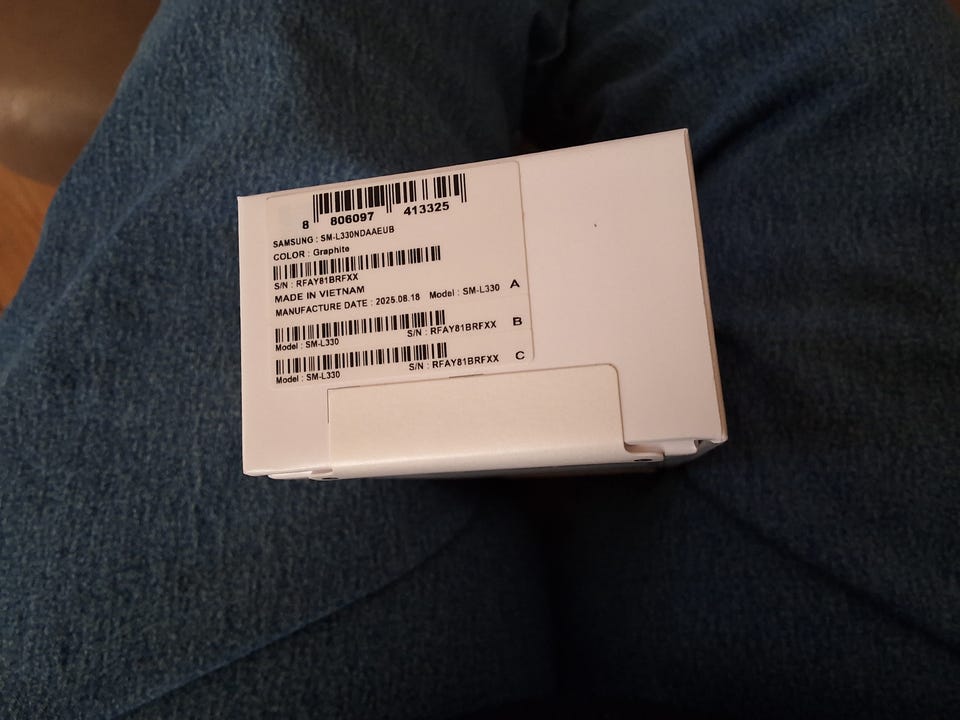 8 806097 413325
SAMSUNG : SM-L330NDAAEUB
COLOR : Graphite
S/N : RFAY81BRFXX
MADE IN VIETNAM
MANUFACTURE DATE : 2025.08.18 Model : SM-L330 A
Model : SM-L330 S/N : RFAY81BRFXX B
Model : SM-L330 S/N : RFAY81BRFXX C